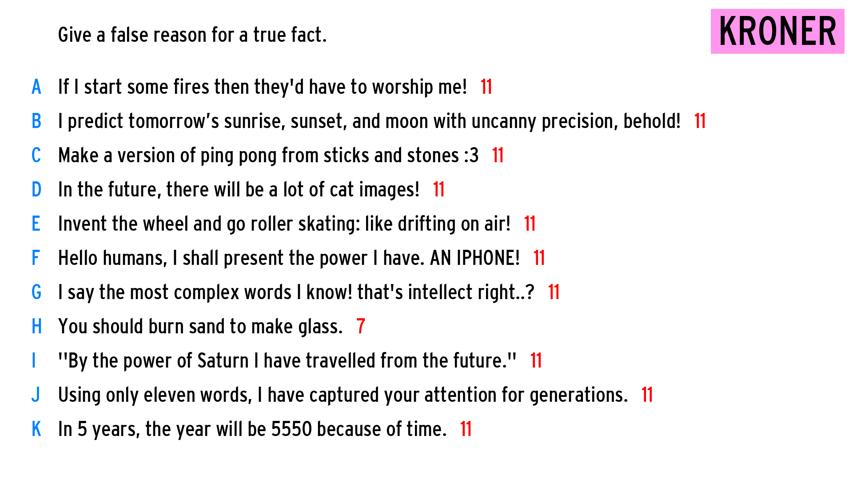 Give a false reason for a true fact.
KRONER
A If I start some fires then they'd have to worship me! 11
B I predict tomorrow’s sunrise, sunset, and moon with uncanny precision, behold! 11
C Make a version of ping pong from sticks and stones :3 11
D In the future, there will be a lot of cat images! 11
E Invent the wheel and go roller skating: like drifting on air! 11
F Hello humans, I shall present the power I have. AN IPHONE! 11
G I say the most complex words I know! that's intellect right..? 11
H You should burn sand to make glass. 7
I "By the power of Saturn I have travelled from the future." 11
J Using only eleven words, I have captured your attention for generations. 11
K In 5 years, the year will be 5550 because of time. 11